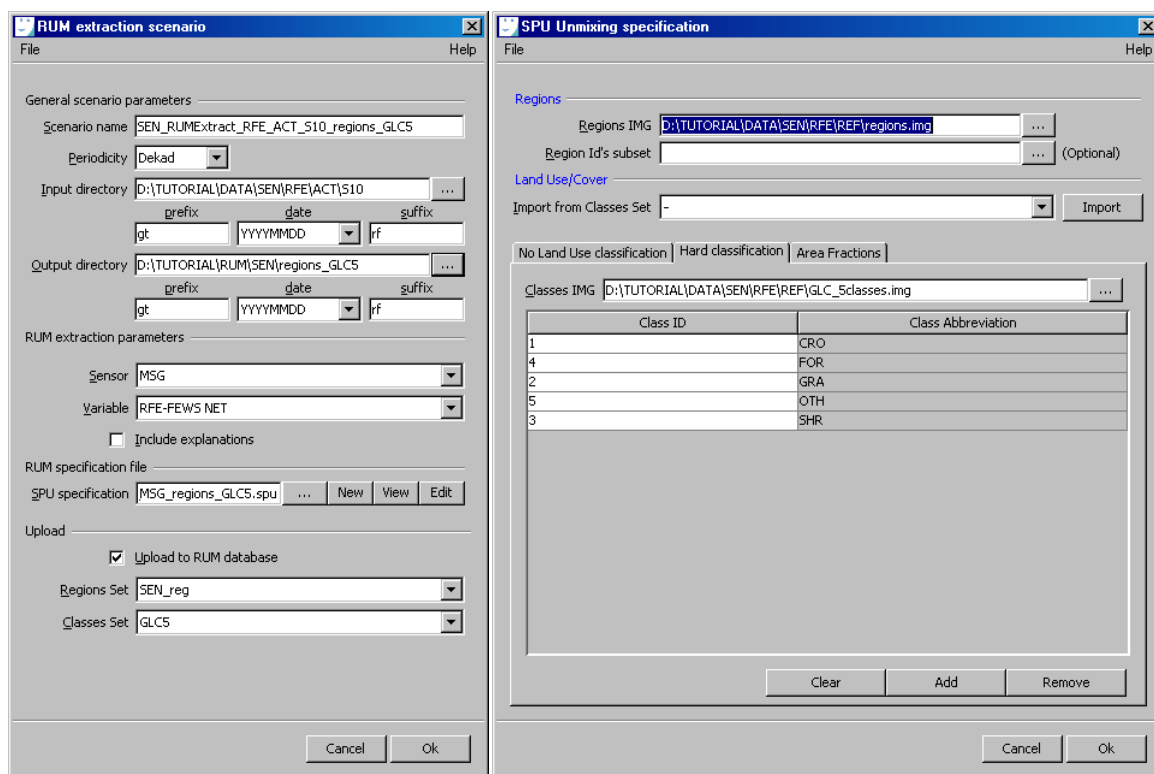 RUM extraction scenario
File Help
General scenario parameters
Scenario name SEN_RUMExtract_RFE_ACT_S10_regions_GLC5
Periodicity Dekad
Input directory D:\TUTORIAL\DATA\SEN\RFE\ACT\S10 ...
prefix date suffix
gt YYYYMMDD rf
Output directory D:\TUTORIAL\RUM\SEN\regions_GLC5 ...
prefix date suffix
gt YYYYMMDD rf
RUM extraction parameters
Sensor MSG
Variable RFE-FEWS NET
Include explanations
RUM specification file
SPU specification MSG_regions_GLC5.spu ... New View Edit
Upload
Upload to RUM database
Regions Set SEN_reg
Classes Set GLC5
Cancel Ok
SPU Unmixing specification
File Help
Regions
Regions IMG D:\TUTORIAL\DATA\SEN\RFE\REF\regions.img ...
Region Id's subset ... (Optional)
Land Use/Cover
Import from Classes Set - Import
No Land Use classification Hard classification Area Fractions
Classes IMG D:\TUTORIAL\DATA\SEN\RFE\REF\GLC_5classes.img ...
Class ID Class Abbreviation
1 CRO
4 FOR
2 GRA
5 OTH
3 SHR
Clear Add Remove
Cancel Ok